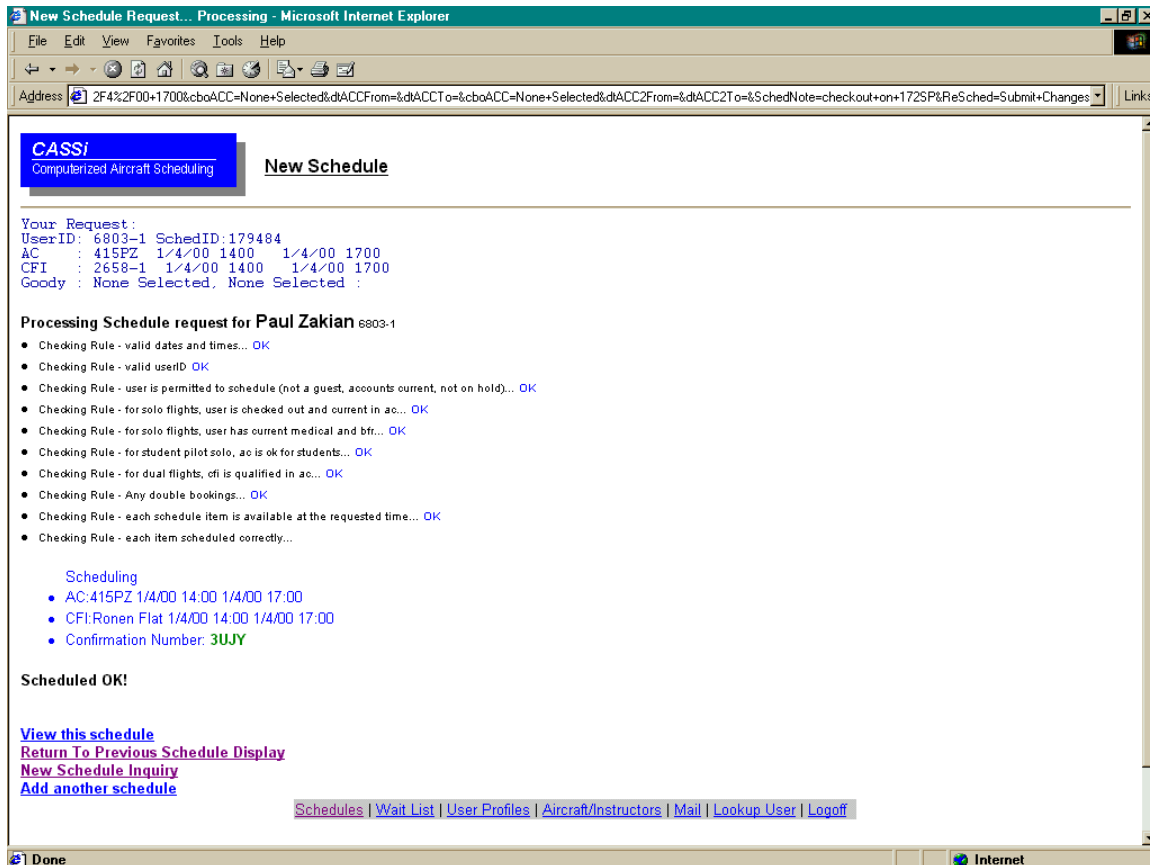 New Schedule Request... Processing - Microsoft Internet Explorer
File Edit View Favorites Tools Help
Address 2F4%2F00+1700&cboACC=None+Selected&dtACCFrom=&dtACCTo=&cboACC=None+Selected&dtACC2From=&dtACC2To=&SchedNote=checkout+on+172SP&ReSched=Submit+Changes Links
CASSi
Computerized Aircraft Scheduling
New Schedule
Your Request:
UserID: 6803-1 SchedID:179484
AC : 415PZ 1/4/00 1400 1/4/00 1700
CFI : 2658-1 1/4/00 1400 1/4/00 1700
Goody : None Selected, None Selected :
Processing Schedule request for Paul Zakian 6803-1
• Checking Rule - valid dates and times... OK
• Checking Rule - valid userID OK
• Checking Rule - user is permitted to schedule (not a guest, accounts current, not on hold)... OK
• Checking Rule - for solo flights, user is checked out and current in ac... OK
• Checking Rule - for solo flights, user has current medical and bfr... OK
• Checking Rule - for student pilot solo, ac is ok for students... OK
• Checking Rule - for dual flights, cfi is qualified in ac... OK
• Checking Rule - Any double bookings... OK
• Checking Rule - each schedule item is available at the requested time... OK
• Checking Rule - each item scheduled correctly...
Scheduling
• AC:415PZ 1/4/00 14:00 1/4/00 17:00
• CFI:Ronen Flat 1/4/00 14:00 1/4/00 17:00
• Confirmation Number: 3UJY
Scheduled OK!
View this schedule
Return To Previous Schedule Display
New Schedule Inquiry
Add another schedule
Schedules | Wait List | User Profiles | Aircraft/Instructors | Mail | Lookup User | Logoff
Done Internet